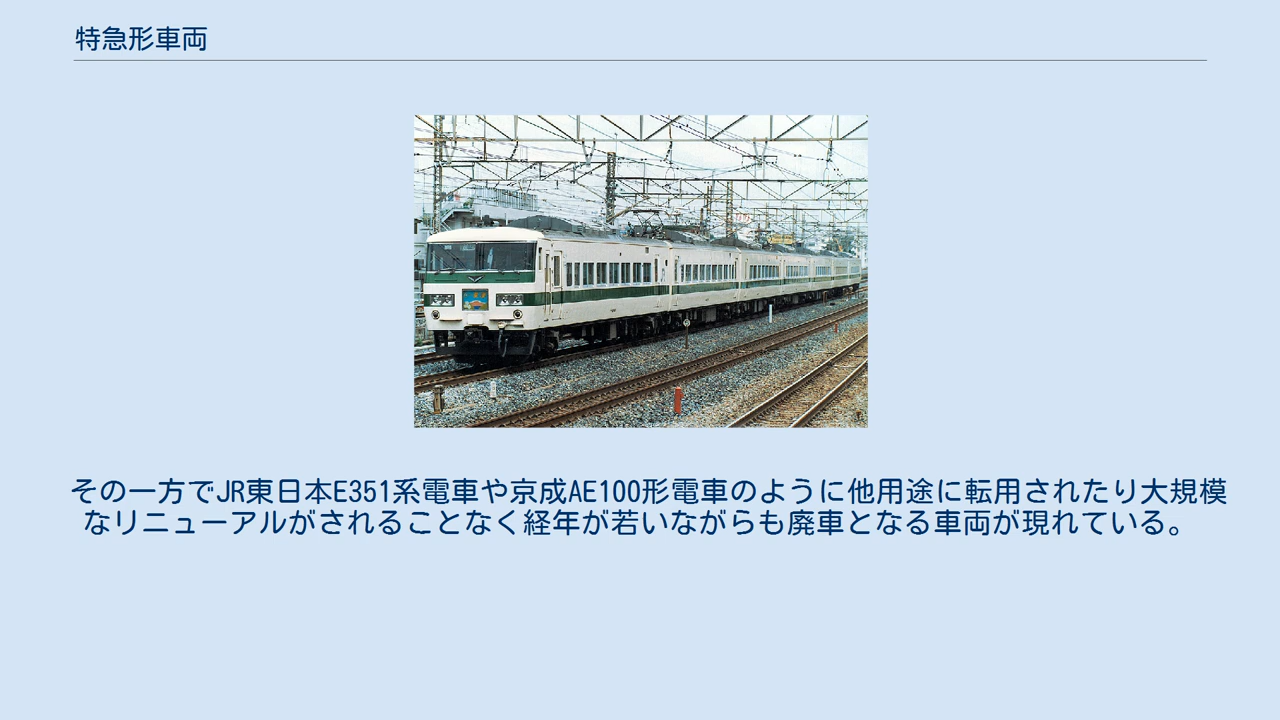 特急形車両
その一方でJR東日本E351系電車や京成AE100形電車のように他用途に転用されたり大規模
なリニューアルがされることなく経年が若いながらも廃車となる車両が現れている。